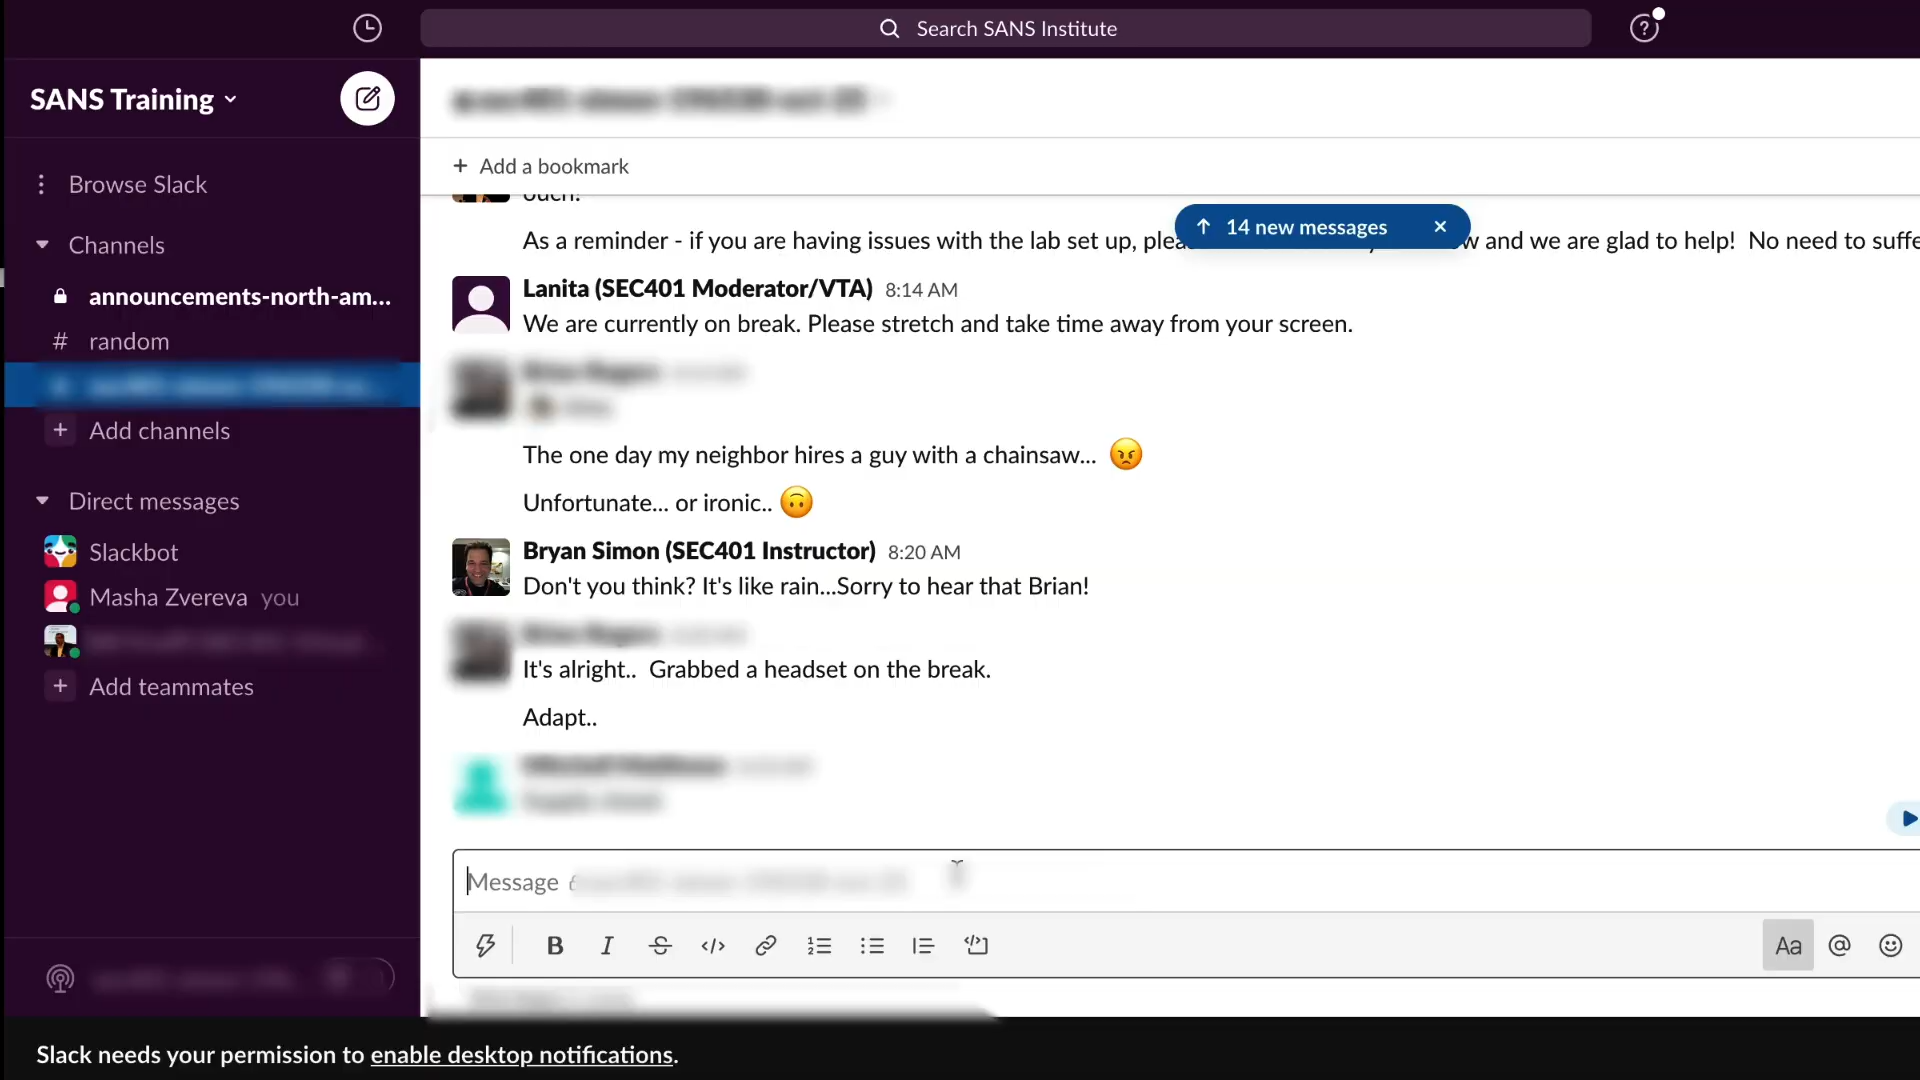 Search SANS Institute
SANS Training
Add a bookmark
Browse Slack
Channels
announcements-north-am...
# random
Add channels
Direct messages
Slackbot
Masha Zvereva you
Add teammates
ouch!
14 new messages
As a reminder - if you are having issues with the lab set up, w and we are glad to help! No need to suffe
Lanita (SEC401 Moderator/VTA) 8:14 AM
We are currently on break. Please stretch and take time away from your screen.
The one day my neighbor hires a guy with a chainsaw... 😠
Unfortunate... or ironic.. 🙃
Bryan Simon (SEC401 Instructor) 8:20 AM
Don't you think? It's like rain...Sorry to hear that Brian!
It's alright.. Grabbed a headset on the break.
Adapt..
Message
B I S </>
Aa @
Slack needs your permission to enable desktop notifications.